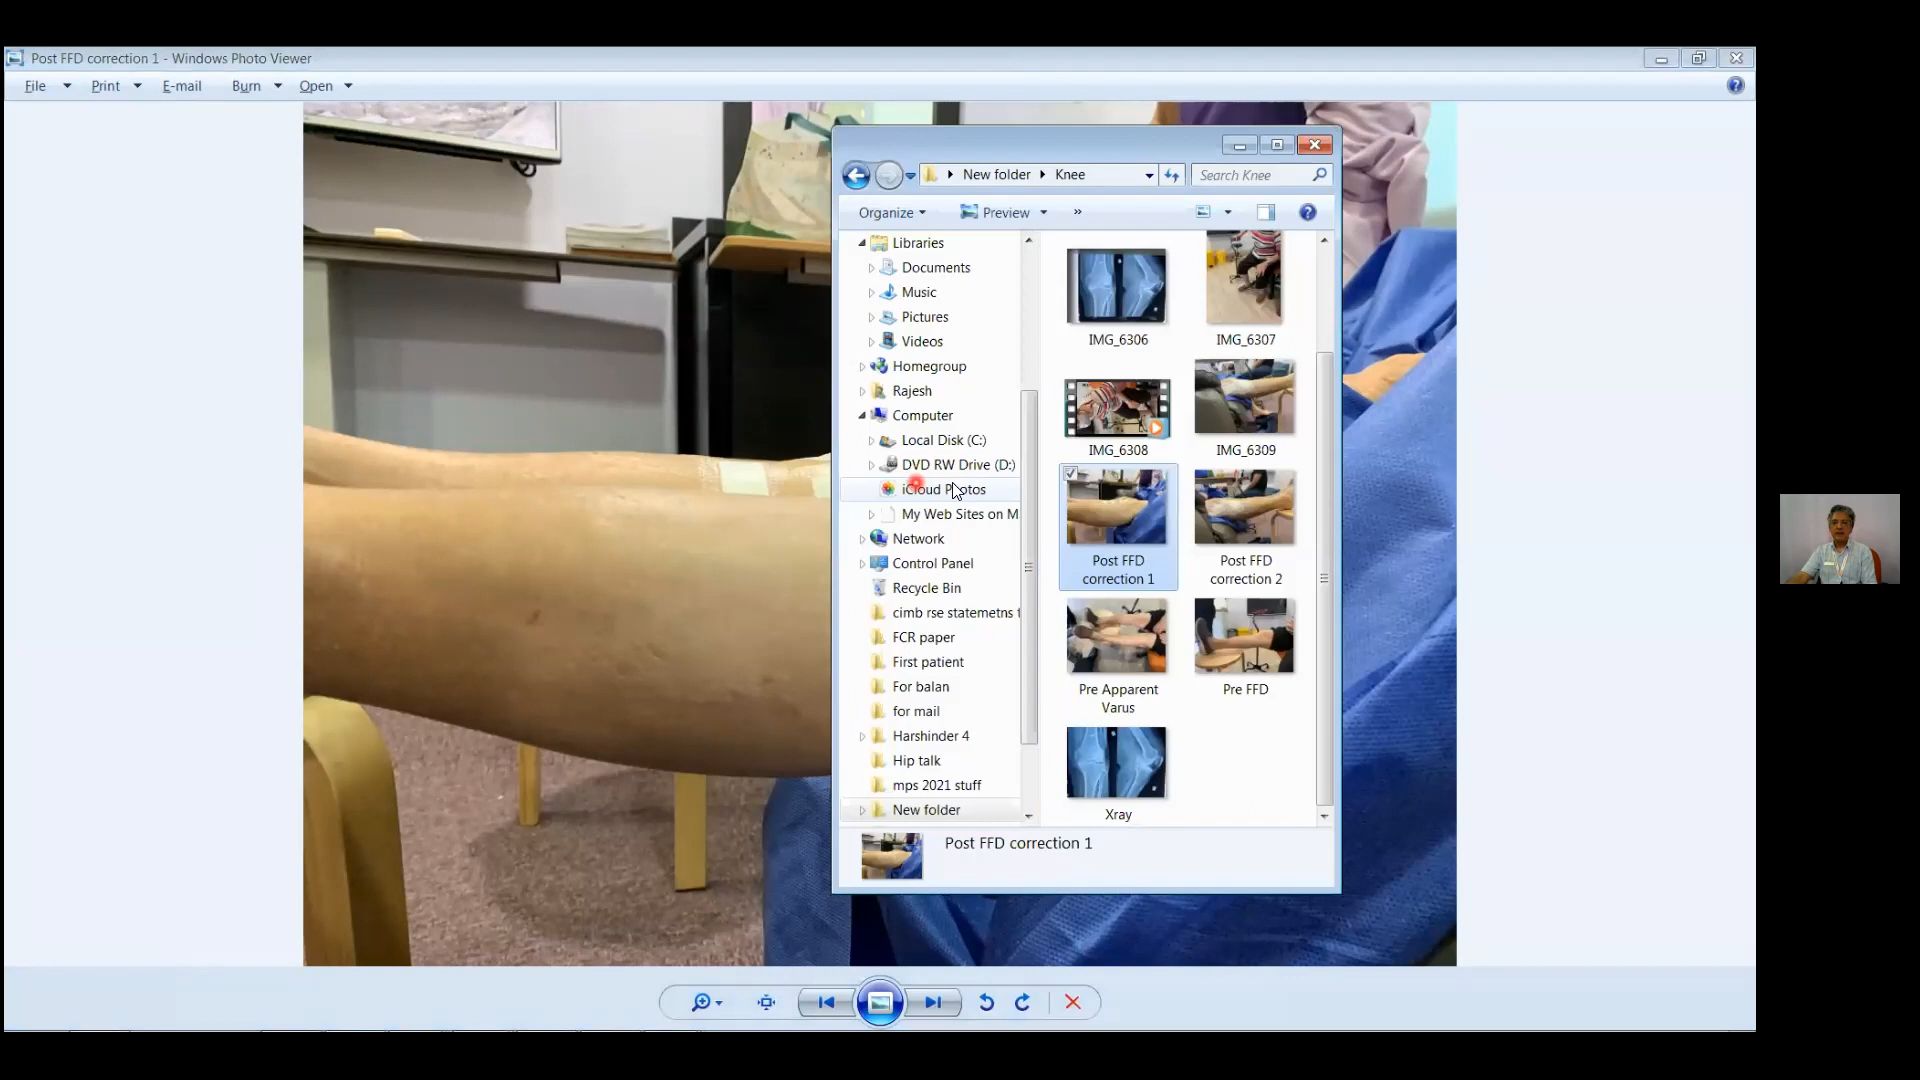 Post FFD correction 1 - Windows Photo Viewer
File Print E-mail Burn Open
New folder Knee Search Knee
Organize Preview »
Libraries
Documents
Music
Pictures
Videos
Homegroup
Rajesh
Computer
Local Disk (C:)
DVD RW Drive (D:)
iCloud Photos
My Web Sites on M
Network
Control Panel
Recycle Bin
cimb rse statemetns
FCR paper
First patient
For balan
for mail
Harshinder 4
Hip talk
mps 2021 stuff
New folder
IMG_6306 IMG_6307
IMG_6308 IMG_6309
Post FFD correction 1
Post FFD correction 2
Pre Apparent Varus
Pre FFD
Xray
Post FFD correction 1